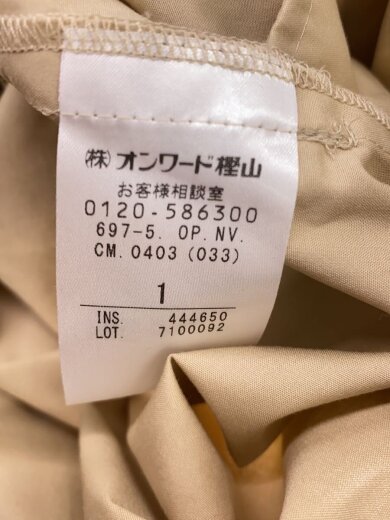 ㈱オンワード樫山
お客様相談室
0120-586300
697-5. OP. NV.
CM. 0403 (033)
1
INS. 444650
LOT. 7100092